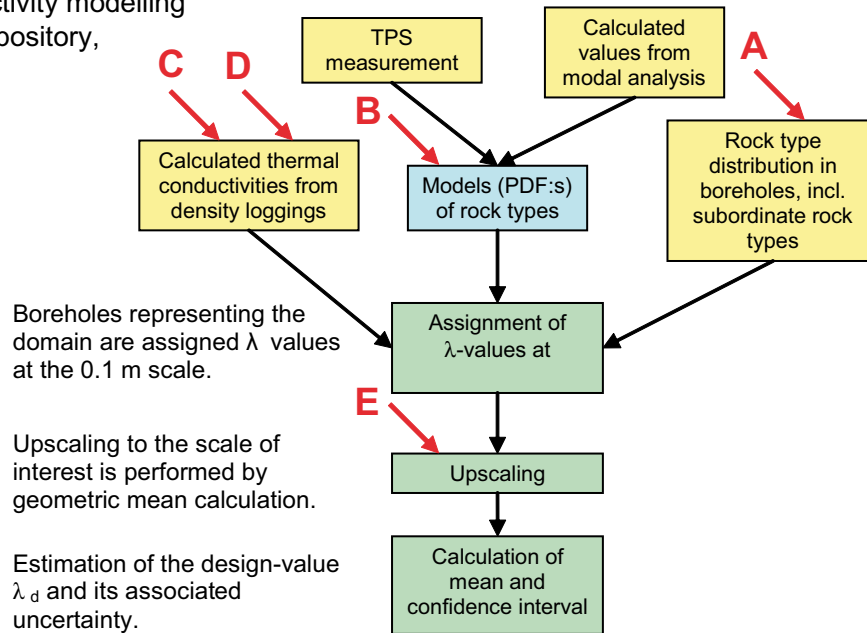 ctivity modelling
pository,
TPS
measurement
Calculated
values from
modal analysis
A
C
D
B
Calculated thermal
conductivities from
density loggings
Models (PDF:s)
of rock types
Rock type
distribution in
boreholes, incl.
subordinate rock
types
Boreholes representing the
domain are assigned λ values
at the 0.1 m scale.
Assignment of
λ-values at
E
Upscaling to the scale of
interest is performed by
geometric mean calculation.
Upscaling
Estimation of the design-value
λ d and its associated
uncertainty.
Calculation of
mean and
confidence interval